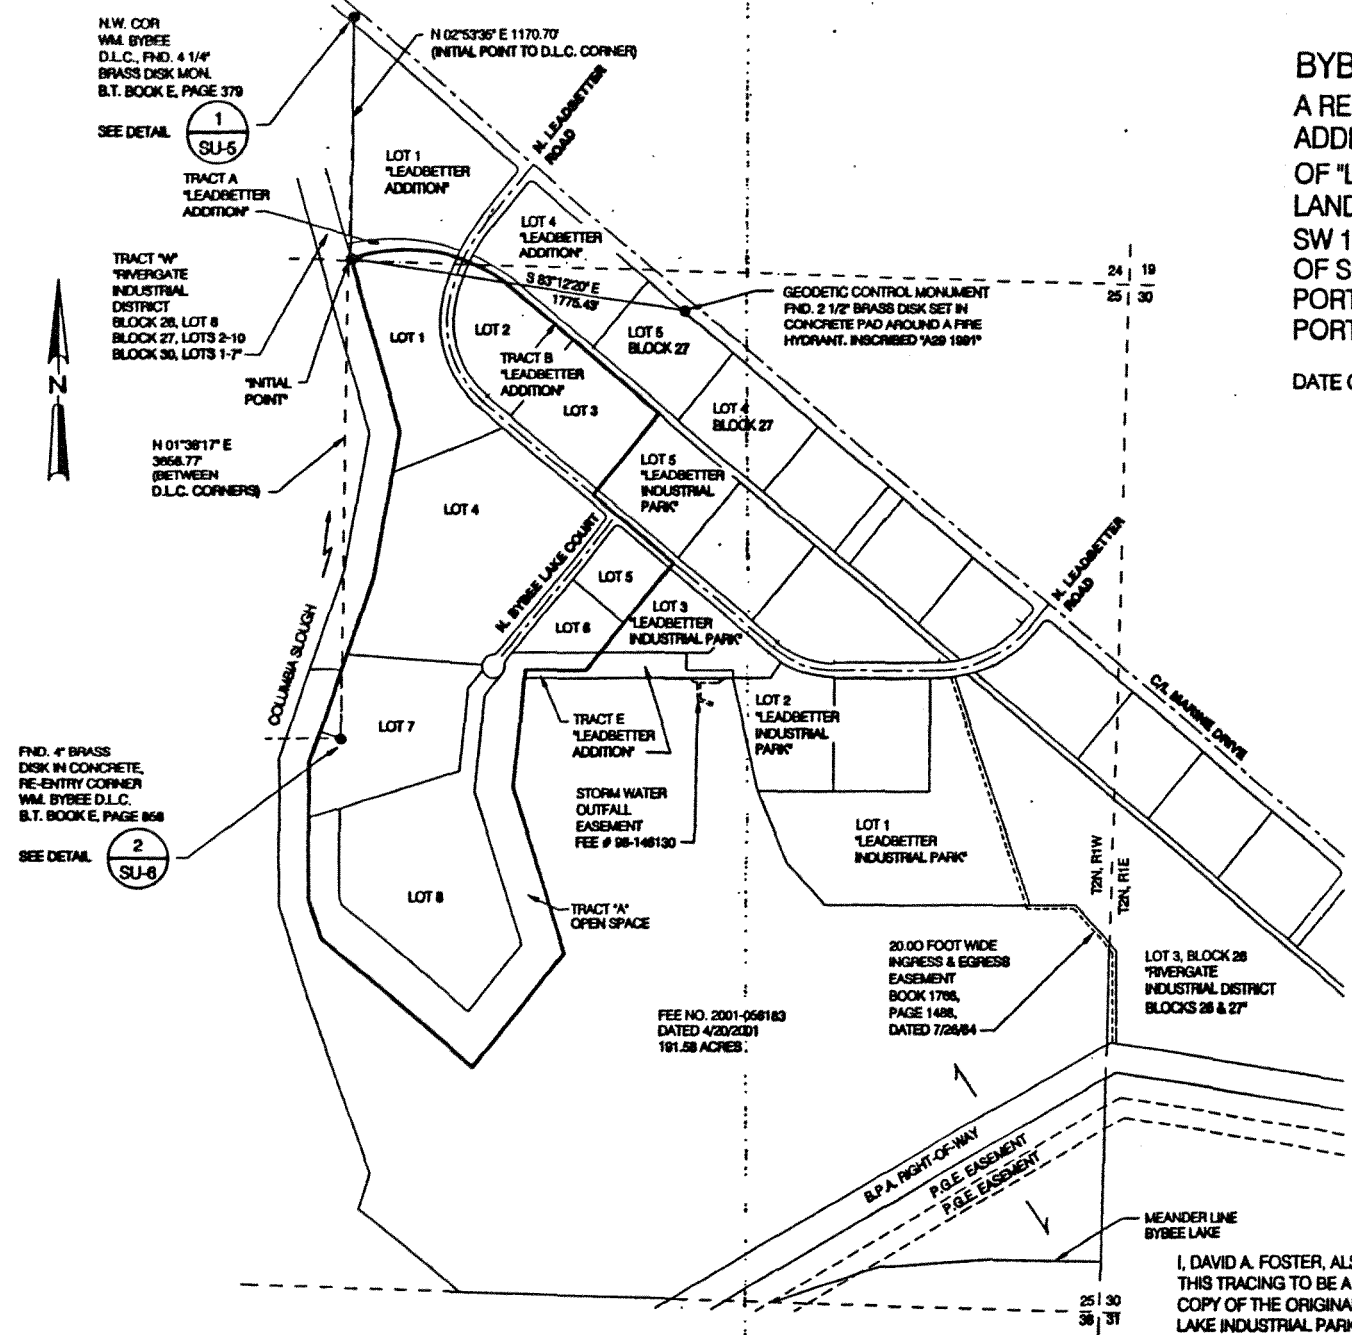 N.W. COR
WM. BYBEE
D.L.C., FND. 4 1/4"
BRASS DISK MON.
B.T. BOOK E, PAGE 379
SEE DETAIL
1
SU-5
N 02°53'35" E 1170.70'
(INITIAL POINT TO D.L.C. CORNER)
N. LEADBETTER
ROAD
LOT 1
"LEADBETTER
ADDITION"
TRACT A
"LEADBETTER
ADDITION"
LOT 4
"LEADBETTER
ADDITION"
TRACT "W"
"RIVERGATE
INDUSTRIAL
DISTRICT
BLOCK 26, LOT 8
BLOCK 27, LOTS 2-10
BLOCK 30, LOTS 1-7"
S 83°12'20" E
1775.43'
24 19
25 30
GEODETIC CONTROL MONUMENT
FND. 2 1/2" BRASS DISK SET IN
CONCRETE PAD AROUND A FIRE
HYDRANT. INSCRIBED "A29 1991"
BYB
A RE
ADDI
OF "L
LAND
SW 1
OF S
PORT
PORT
DATE O
N
"INITIAL
POINT"
LOT 1
LOT 2
TRACT B
"LEADBETTER
ADDITION"
LOT 3
LOT 5
BLOCK 27
LOT 4
BLOCK 27
N 01°38'17" E
3656.77'
(BETWEEN
D.L.C. CORNERS)
LOT 4
LOT 5
"LEADBETTER
INDUSTRIAL
PARK"
N. BYBEE LAKE COURT
LOT 5
LOT 6
LOT 3
"LEADBETTER
INDUSTRIAL PARK"
N. LEADBETTER
ROAD
COLUMBIA SLOUGH
C/L MARINE DRIVE
LOT 7
TRACT E
"LEADBETTER
ADDITION"
LOT 2
"LEADBETTER
INDUSTRIAL
PARK"
FND. 4" BRASS
DISK IN CONCRETE,
RE-ENTRY CORNER
WM. BYBEE D.L.C.
B.T. BOOK E, PAGE 858
SEE DETAIL
2
SU-6
STORM WATER
OUTFALL
EASEMENT
FEE # 98-146130
LOT 1
"LEADBETTER
INDUSTRIAL PARK"
T2N, R1W
T2N, R1E
LOT 8
TRACT "A"
OPEN SPACE
20.00 FOOT WIDE
INGRESS & EGRESS
EASEMENT
BOOK 1766,
PAGE 1488,
DATED 7/26/84
LOT 3, BLOCK 26
"RIVERGATE
INDUSTRIAL DISTRICT
BLOCKS 26 & 27"
FEE NO. 2001-056183
DATED 4/20/2001
191.58 ACRES
B.P.A. RIGHT-OF-WAY
P.G.E. EASEMENT
P.G.E. EASEMENT
MEANDER LINE
BYBEE LAKE
25 30
36 31
I, DAVID A. FOSTER, ALS
THIS TRACING TO BE A
COPY OF THE ORIGINA
LAKE INDUSTRIAL PARK